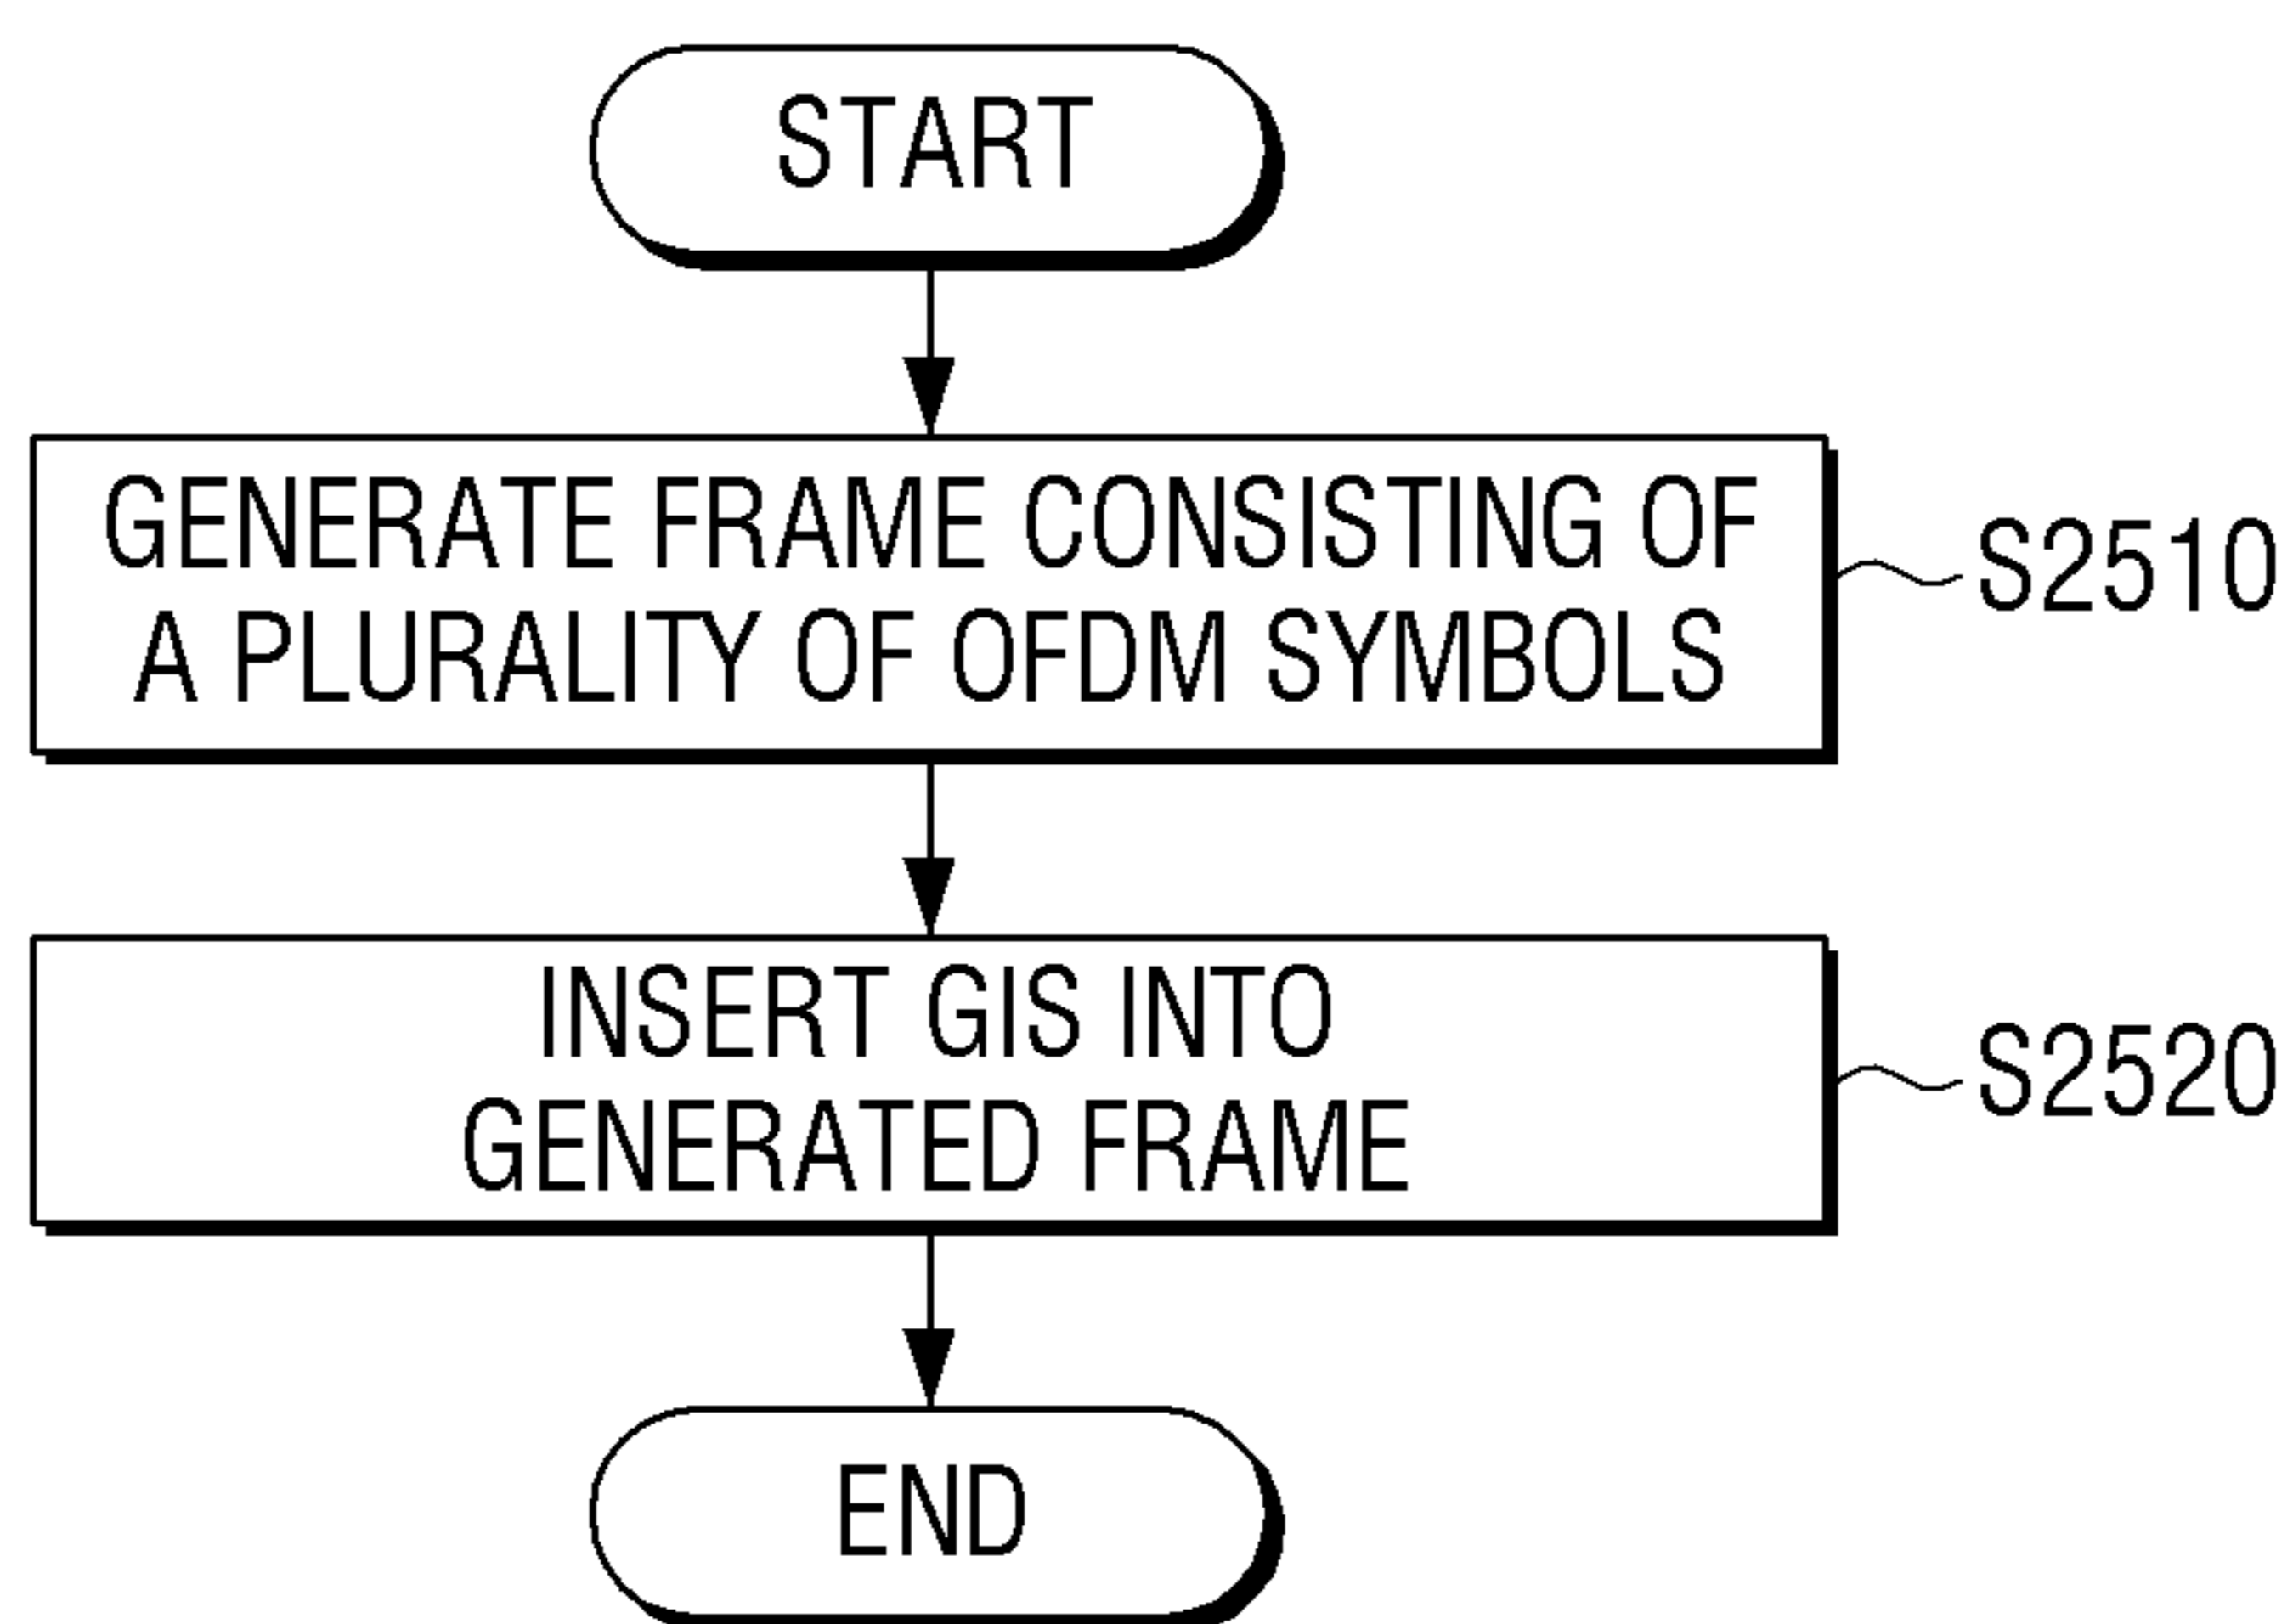 START
GENERATE FRAME CONSISTING OF
A PLURALITY OF OFDM SYMBOLS
S2510
INSERT GIS INTO
GENERATED FRAME
S2520
END